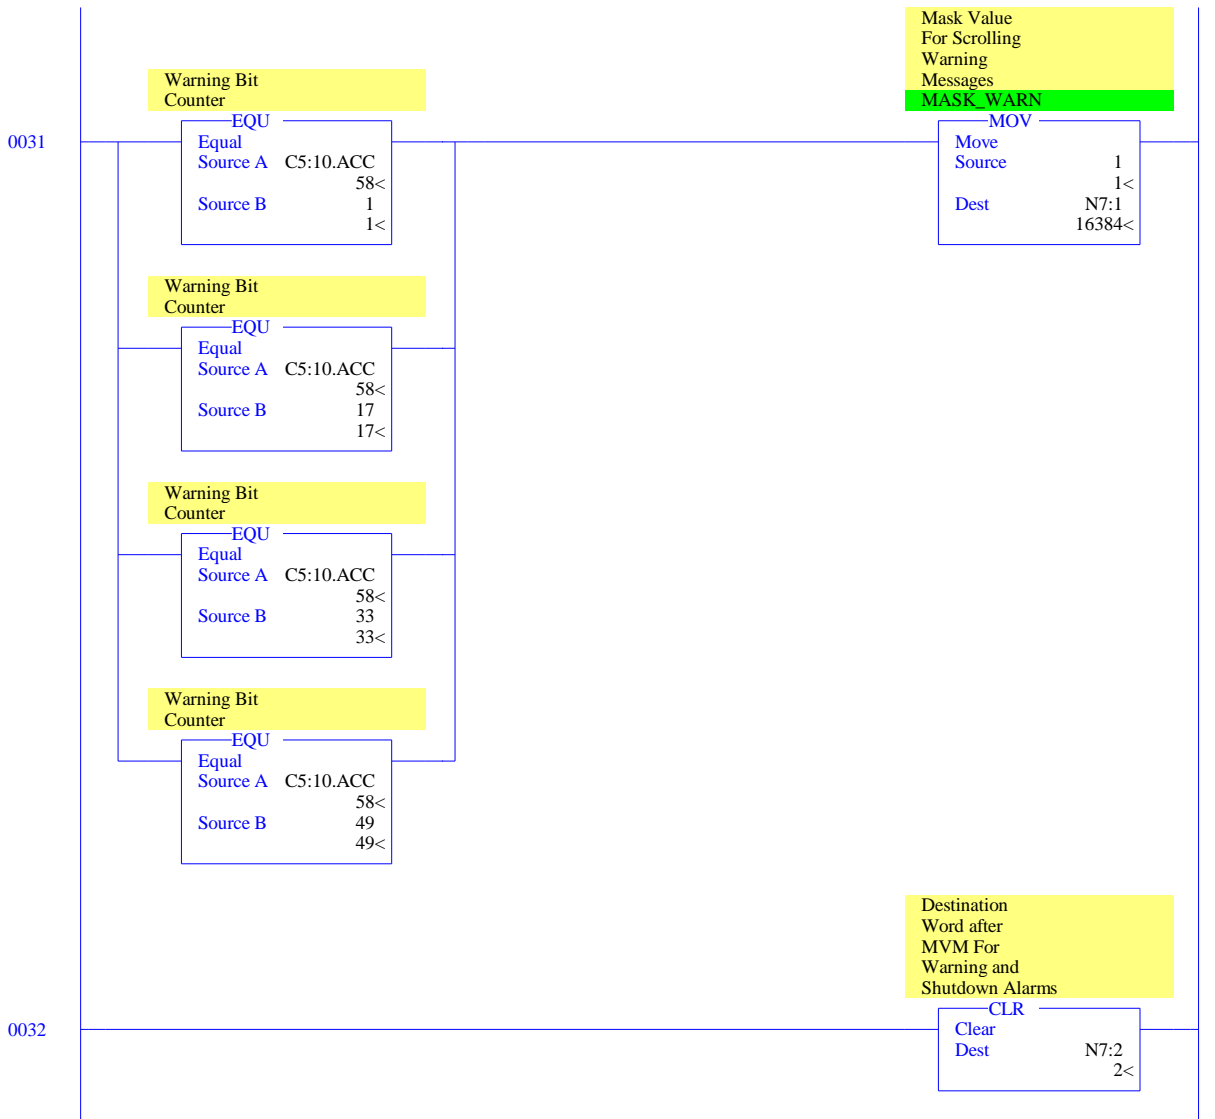 Mask Value
For Scrolling
Warning
Messages
MASK_WARN
Warning Bit
Counter
0031
EQU
Equal
Source A C5:10.ACC
58<
Source B 1
1<
MOV
Move
Source 1
1<
Dest N7:1
16384<
Warning Bit
Counter
EQU
Equal
Source A C5:10.ACC
58<
Source B 17
17<
Warning Bit
Counter
EQU
Equal
Source A C5:10.ACC
58<
Source B 33
33<
Warning Bit
Counter
EQU
Equal
Source A C5:10.ACC
58<
Source B 49
49<
Destination
Word after
MVM For
Warning and
Shutdown Alarms
0032
CLR
Clear
Dest N7:2
2<